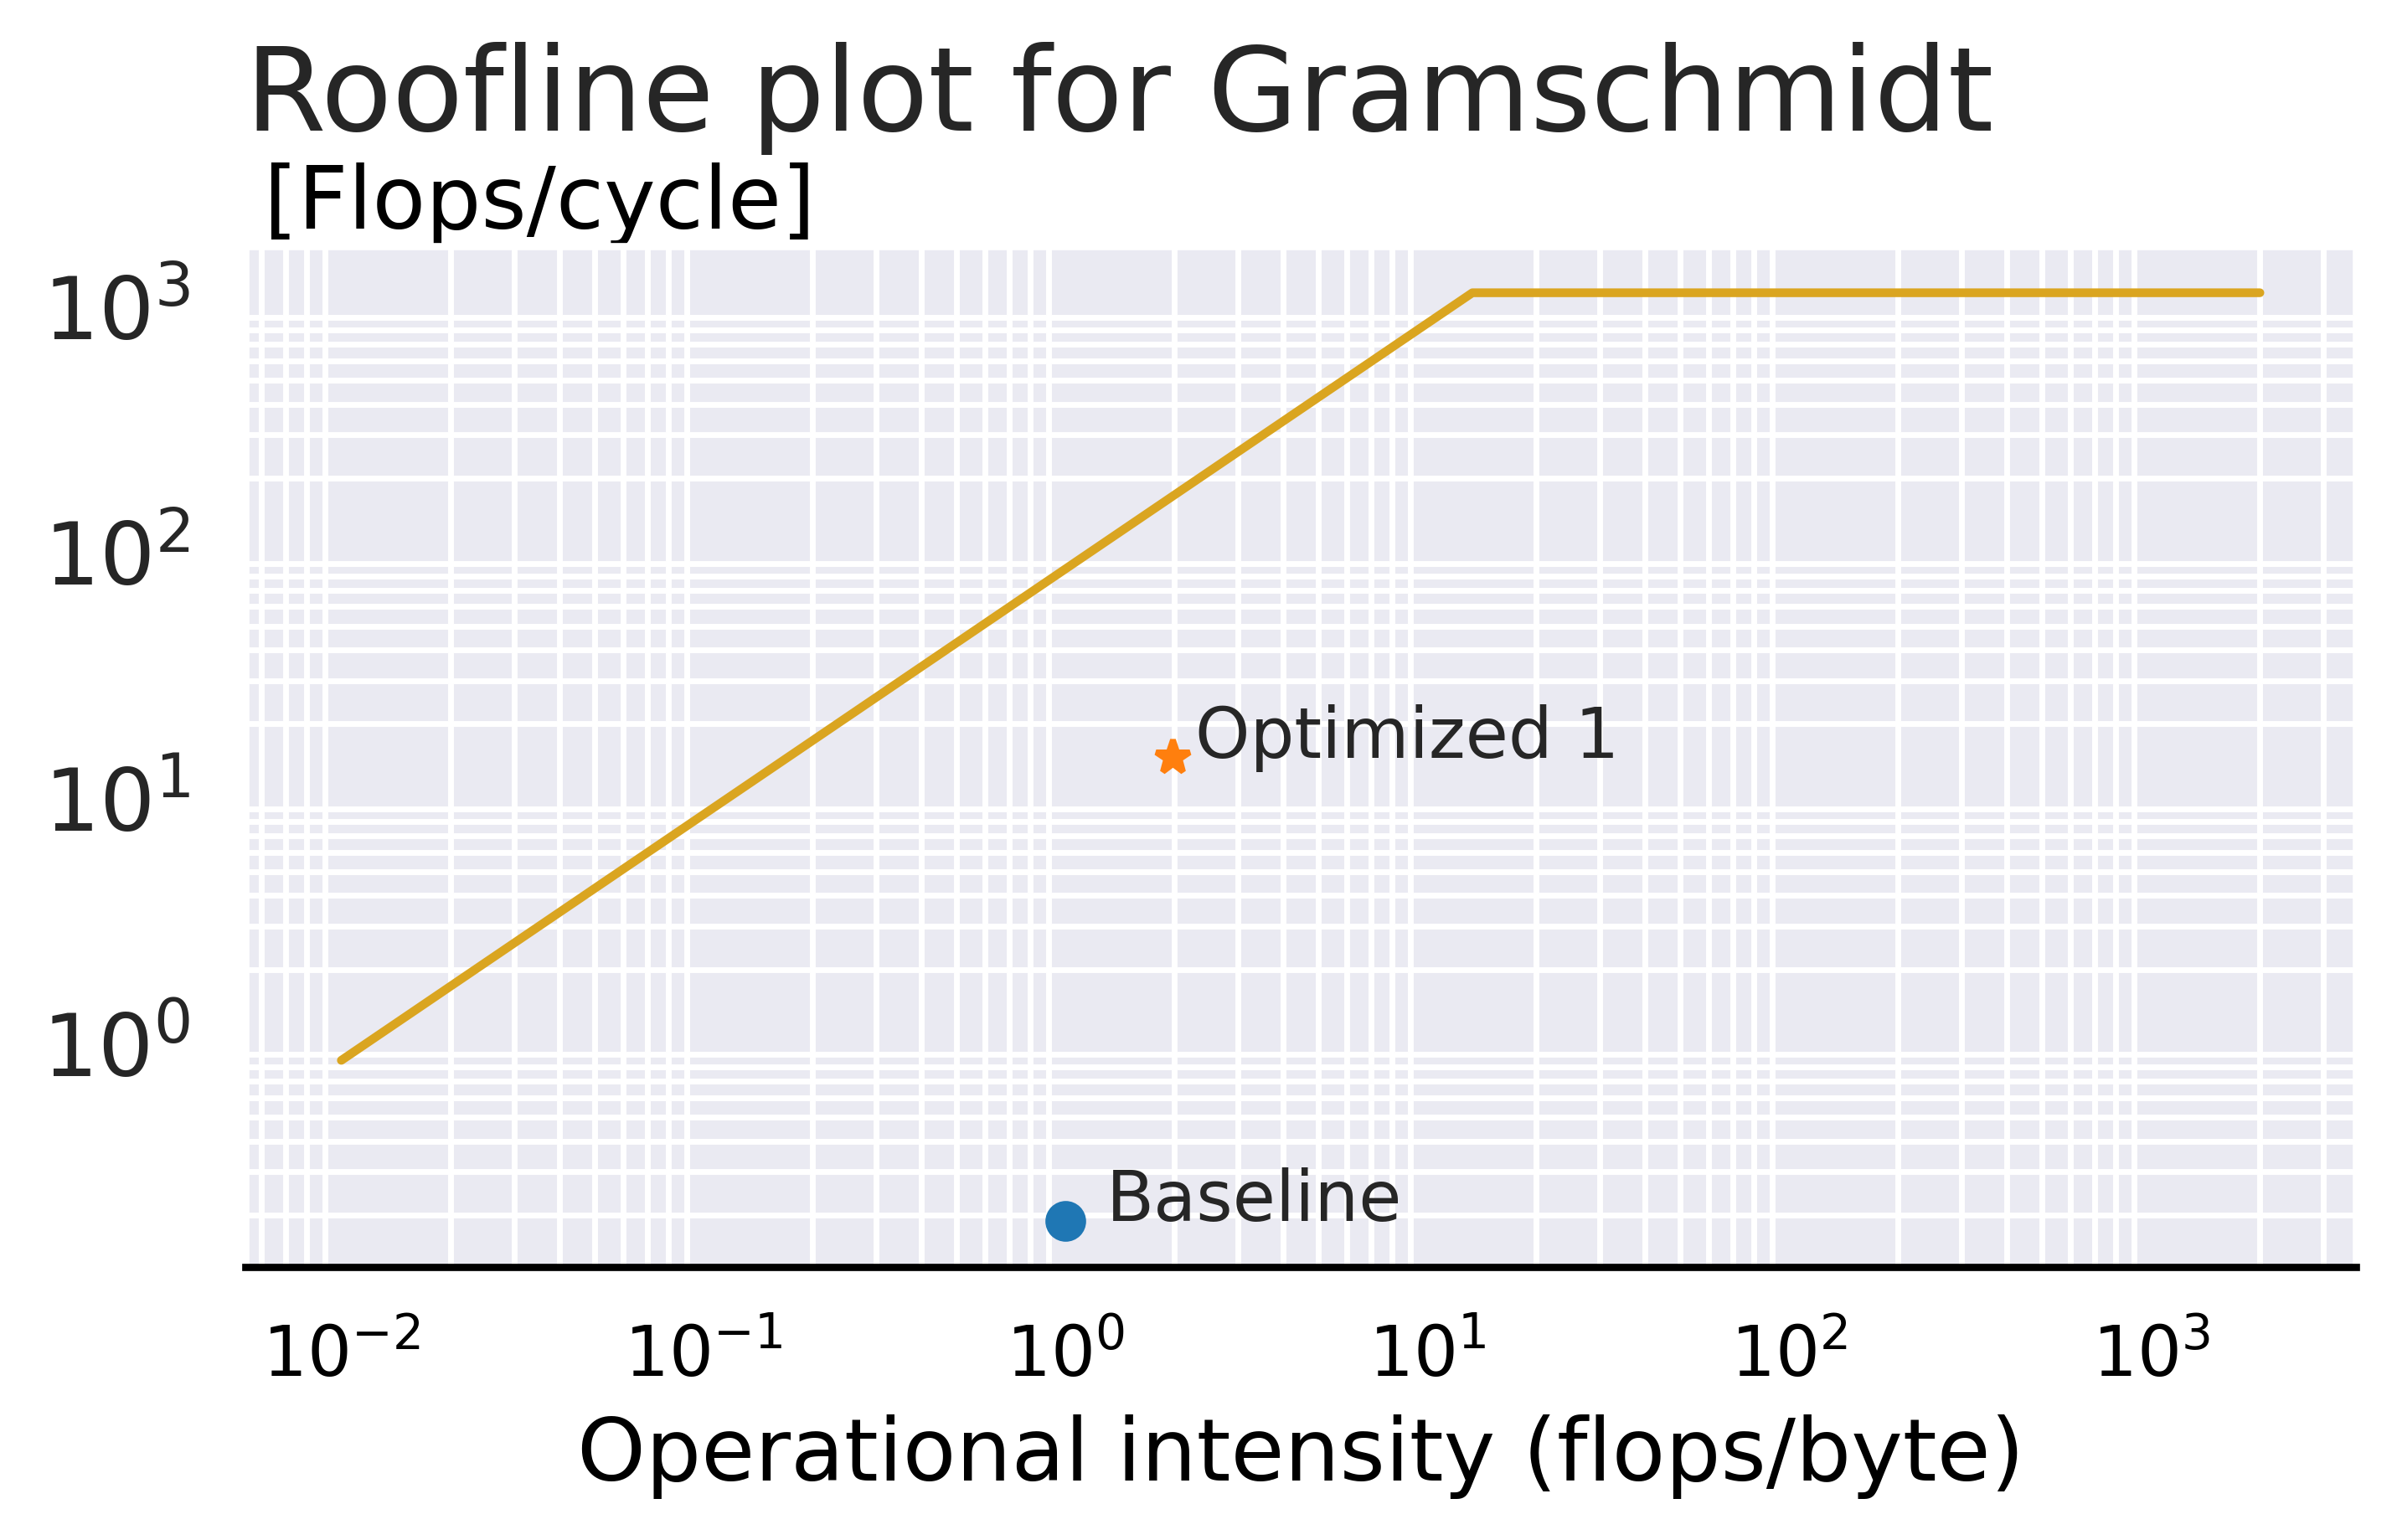 Roofline plot for Gramschmidt
[Flops/cycle]
10³
10²
10¹
10⁰
Optimized 1
Baseline
10⁻² 10⁻¹ 10⁰ 10¹ 10² 10³
Operational intensity (flops/byte)